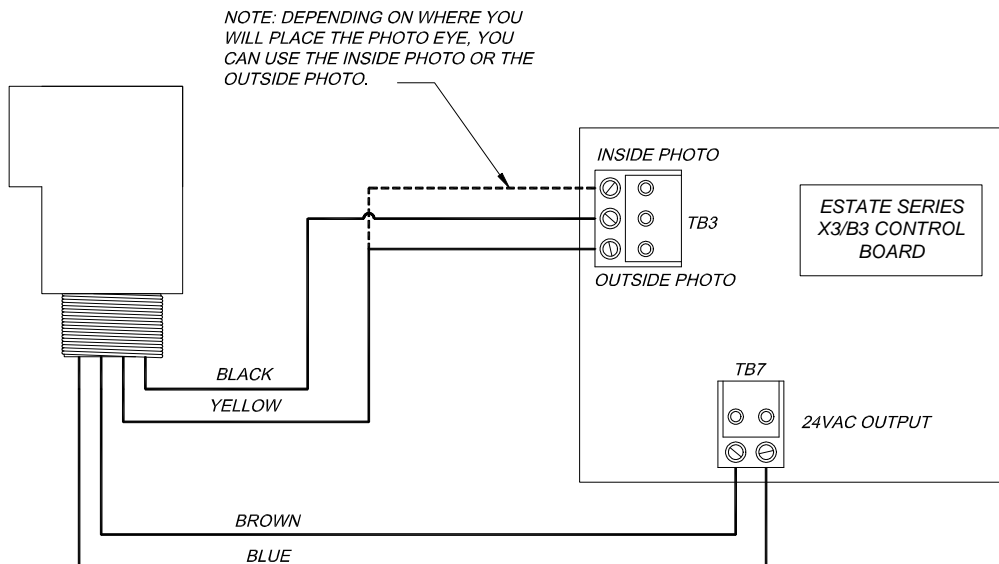 NOTE: DEPENDING ON WHERE YOU
WILL PLACE THE PHOTO EYE, YOU
CAN USE THE INSIDE PHOTO OR THE
OUTSIDE PHOTO.
INSIDE PHOTO
TB3
OUTSIDE PHOTO
ESTATE SERIES
X3/B3 CONTROL
BOARD
BLACK
YELLOW
TB7
24VAC OUTPUT
BROWN
BLUE